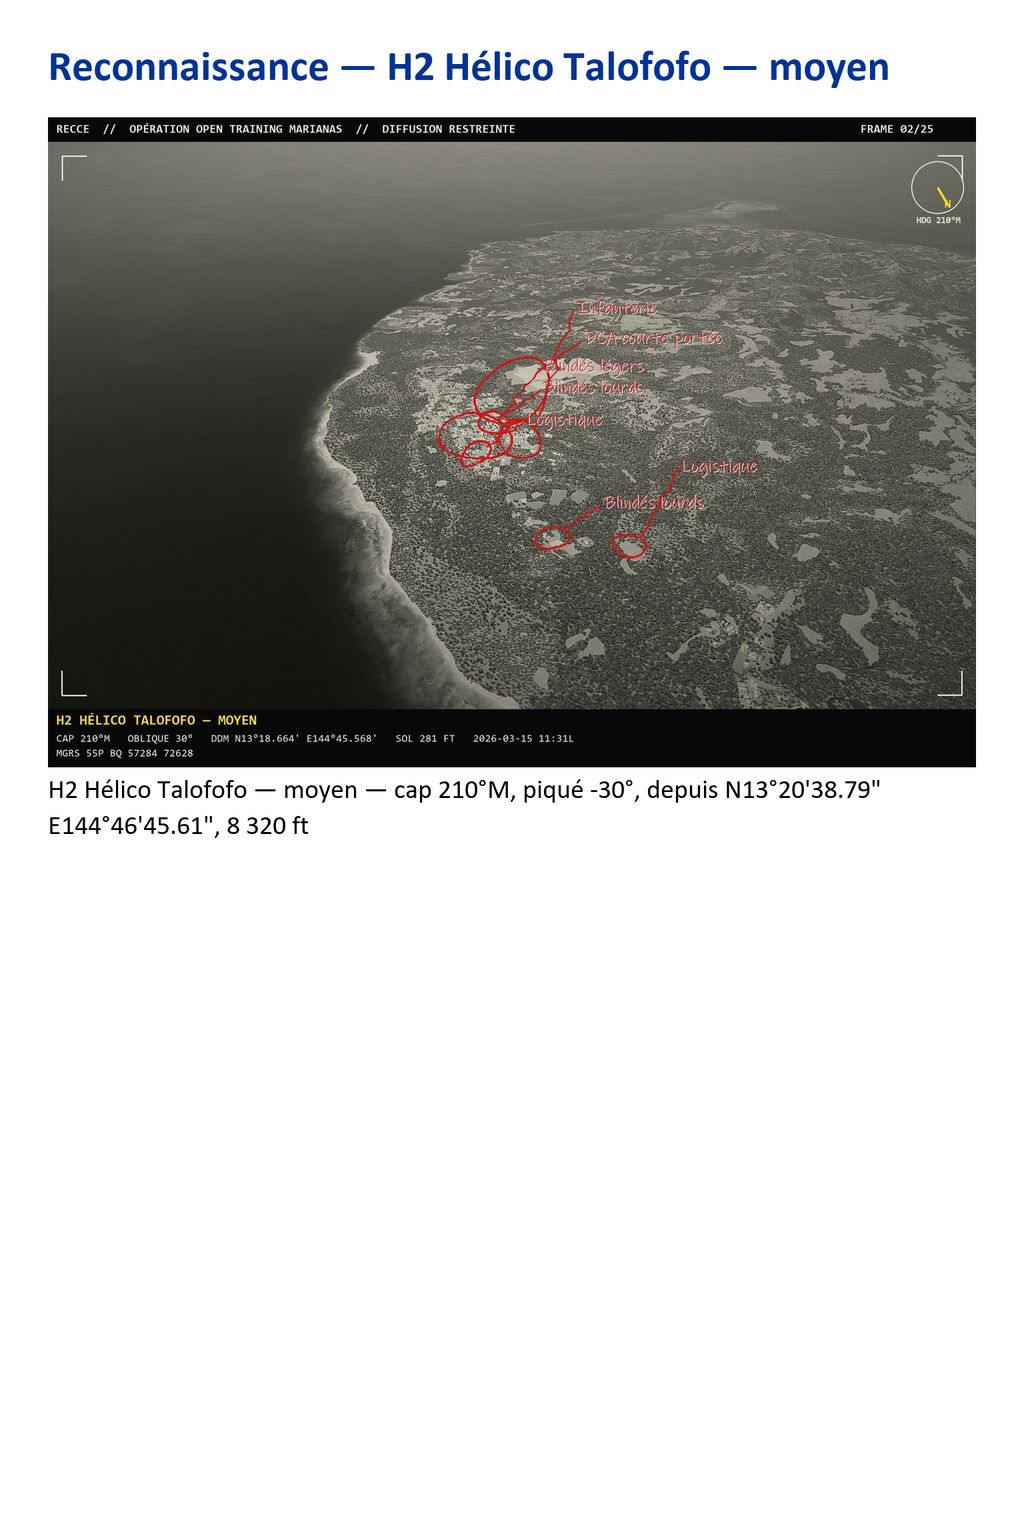 Reconnaissance — H2 Hélico Talofofo — moyen
RECCE // OPÉRATION OPEN TRAINING MARIANAS // DIFFUSION RESTREINTE
FRAME 02/25
N
HDG 210°M
Infanterie
DCA courte portée
Blindés légers
Blindés lourds
Logistique
Logistique
Blindés lourds
H2 HÉLICO TALOFOFO — MOYEN
CAP 210°M OBLIQUE 30° DDM N13°18.664' E144°45.568' SOL 281 FT 2026-03-15 11:31L
MGRS 55P BQ 57284 72628
H2 Hélico Talofofo — moyen — cap 210°M, piqué -30°, depuis N13°20'38.79"
E144°46'45.61", 8 320 ft